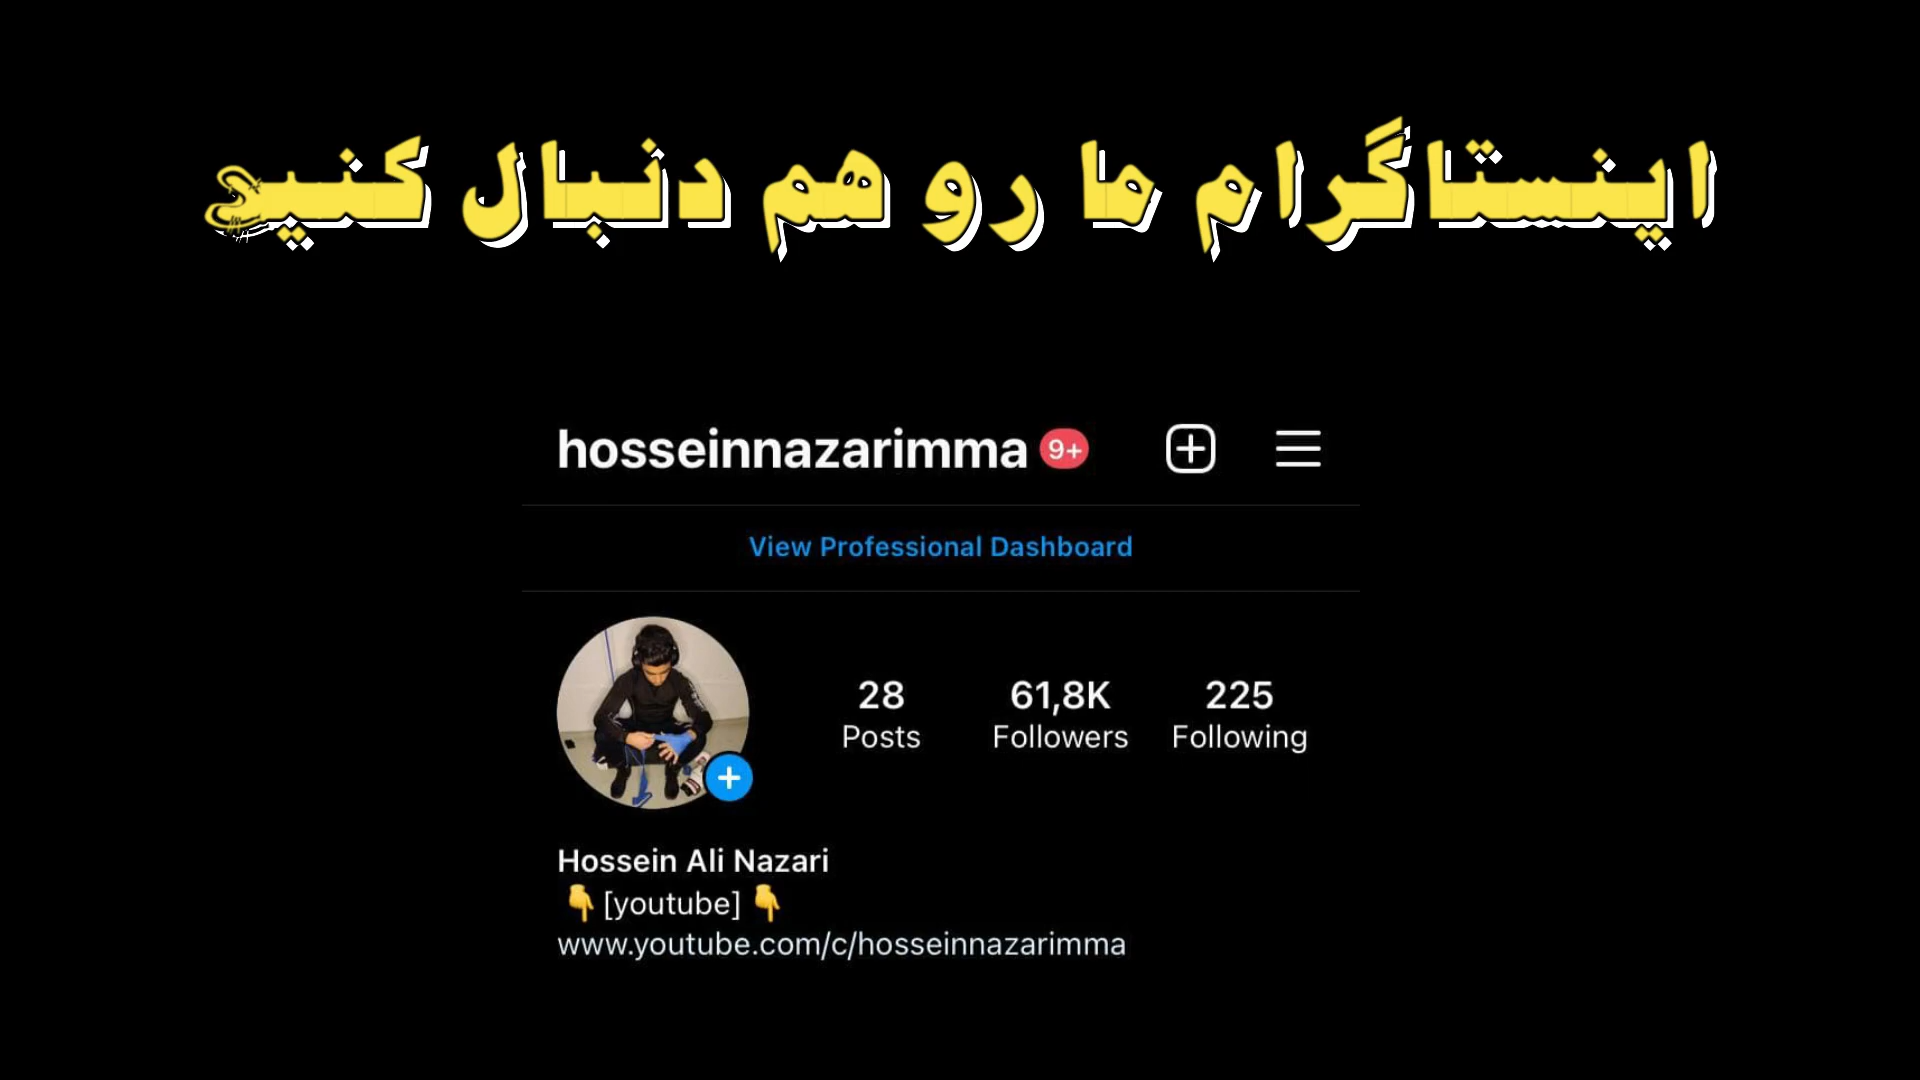 اینستاگرام ما رو هم دنبال کنید
hosseinnazarimma 9+
View Professional Dashboard
28 61,8K 225
Posts Followers Following
Hossein Ali Nazari
👇[youtube]👇
www.youtube.com/c/hosseinnazarimma